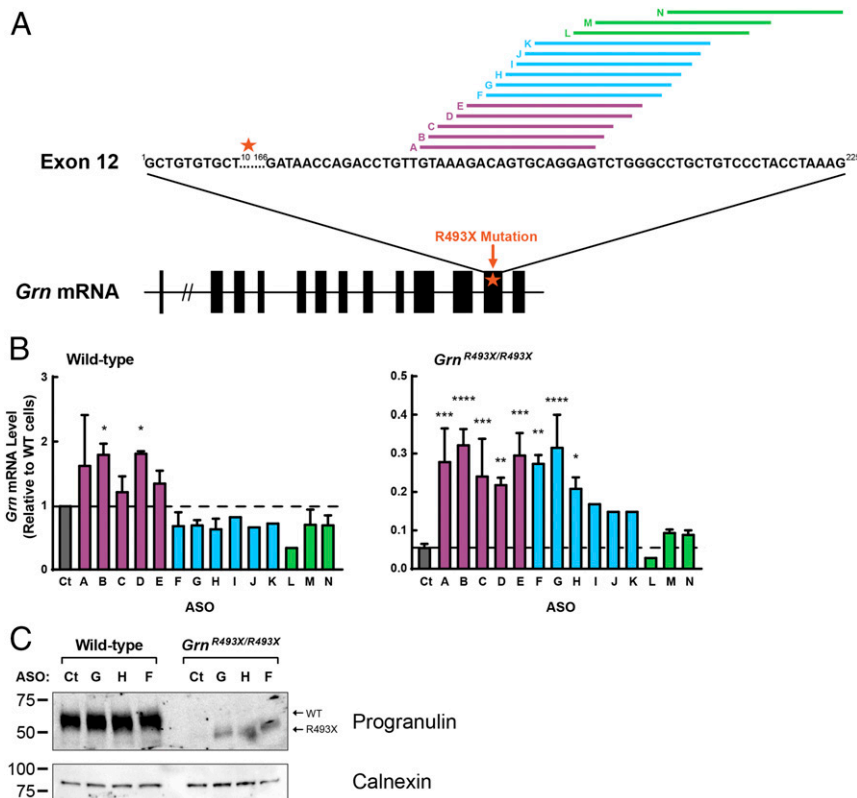 A
N
M
L
K
J
I
H
G
F
E
D
C
B
A
Exon 12
1GCTGTGTGCT10......166GATAACCAGACCTGTTGTAAAGACAGTGCAGGAGTCTGGGCCTGCTGTCCCTACCTAAAG225
R493X Mutation
Grn mRNA
//
B
Wild-type
Grn R493X/R493X
Grn mRNA Level
(Relative to WT cells)
3
2
1
0
* *
Ct A B C D E F G H I J K L M N
ASO
0.5
0.4
0.3
0.2
0.1
0.0
*** **** *** ** *** ** **** *
Ct A B C D E F G H I J K L M N
ASO
C
Wild-type Grn R493X/R493X
ASO: Ct G H F Ct G H F
75
50
WT
R493X
Progranulin
100
75
Calnexin